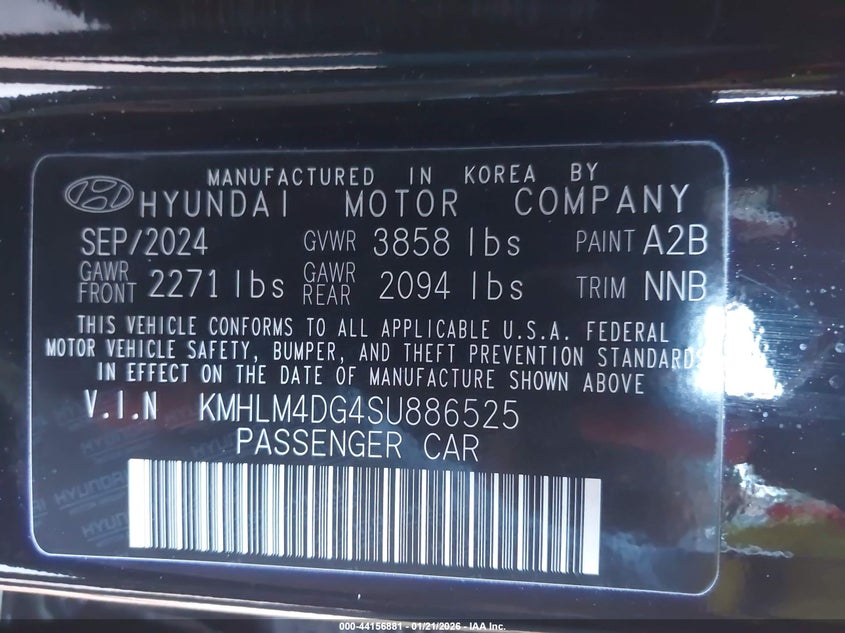 MANUFACTURED IN KOREA BY
HYUNDAI MOTOR COMPANY
SEP/2024 GVWR 3858 lbs PAINT A2B
GAWR FRONT 2271 lbs GAWR REAR 2094 lbs TRIM NNB
THIS VEHICLE CONFORMS TO ALL APPLICABLE U.S.A. FEDERAL
MOTOR VEHICLE SAFETY, BUMPER, AND THEFT PREVENTION STANDARDS
IN EFFECT ON THE DATE OF MANUFACTURE SHOWN ABOVE
V.I.N KMHLM4DG4SU886525
PASSENGER CAR
HYUNDAI
000-44156881 - 01/21/2026 - IAA Inc.